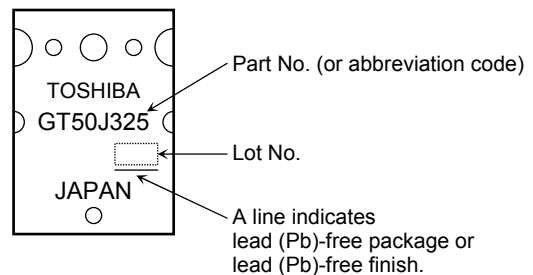 Part No. (or abbreviation code)
TOSHIBA
GT50J325
Lot No.
JAPAN
A line indicates
lead (Pb)-free package or
lead (Pb)-free finish.